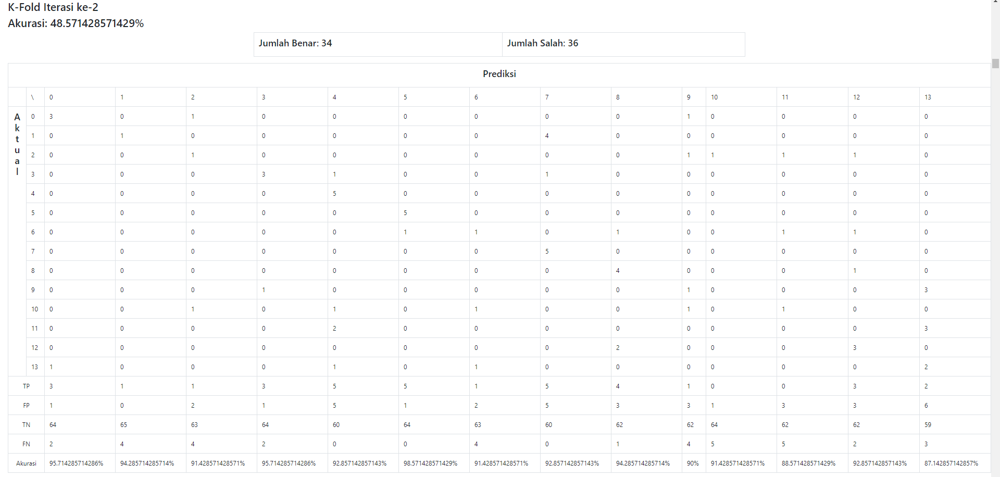 K-Fold Iterasi ke-2
Akurasi: 48.571428571429%
Jumlah Benar: 34 Jumlah Salah: 36
Prediksi
\ 0 1 2 3 4 5 6 7 8 9 10 11 12 13
Aktual
0 3 0 1 0 0 0 0 0 0 1 0 0 0 0
1 0 1 0 0 0 0 0 4 0 0 0 0 0 0
2 0 0 1 0 0 0 0 0 0 1 1 1 1 0
3 0 0 0 3 1 0 0 1 0 0 0 0 0 0
4 0 0 0 0 5 0 0 0 0 0 0 0 0 0
5 0 0 0 0 0 5 0 0 0 0 0 0 0 0
6 0 0 0 0 0 1 1 0 1 0 0 1 1 0
7 0 0 0 0 0 0 0 5 0 0 0 0 0 0
8 0 0 0 0 0 0 0 0 4 0 0 0 1 0
9 0 0 0 1 0 0 0 0 0 1 0 0 0 3
10 0 0 1 0 1 0 1 0 0 1 0 1 0 0
11 0 0 0 0 2 0 0 0 0 0 0 0 0 3
12 0 0 0 0 0 0 0 0 2 0 0 0 3 0
13 1 0 0 0 1 0 1 0 0 0 0 0 0 2
TP 3 1 1 3 5 5 1 5 4 1 0 0 3 2
FP 1 0 2 1 5 1 2 5 3 3 1 3 3 6
TN 64 65 63 64 60 64 63 60 62 62 64 62 62 59
FN 2 4 4 2 0 0 4 0 1 4 5 5 2 3
Akurasi 95.714285714286% 94.285714285714% 91.428571428571% 95.714285714286% 92.857142857143% 98.571428571429% 91.428571428571% 92.857142857143% 94.285714285714% 90% 91.428571428571% 88.571428571429% 92.857142857143% 87.142857142857%